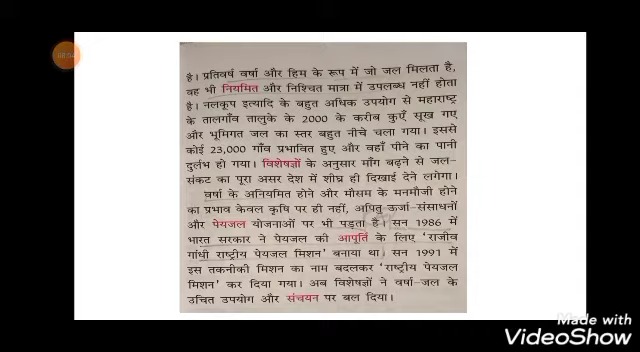 है। प्रतिवर्ष वर्षा और हिम के रूप में जो जल मिलता है,
वह भी नियमित और निश्चित मात्रा में उपलब्ध नहीं होता
है। नलकूप इत्यादि के बहुत अधिक उपयोग से महाराष्ट्र
के तालगाँव तालुके के 2000 के करीब कुएँ सूख गए
और भूमिगत जल का स्तर बहुत नीचे चला गया। इससे
कोई 23,000 गाँव प्रभावित हुए और वहाँ पीने का पानी
दुर्लभ हो गया। विशेषज्ञों के अनुसार माँग बढ़ने से जल-
संकट का पूरा असर देश में शीघ्र ही दिखाई देने लगेगा।
वर्षा के अनियमित होने और मौसम के मनमौजी होने
का प्रभाव केवल कृषि पर ही नहीं, अपितु ऊर्जा-संसाधनों
और पेयजल योजनाओं पर भी पड़ता है। सन 1986 में
भारत सरकार ने पेयजल की आपूर्ति के लिए 'राजीव
गांधी राष्ट्रीय पेयजल मिशन' बनाया था। सन 1991 में
इस तकनीकी मिशन का नाम बदलकर 'राष्ट्रीय पेयजल
मिशन' कर दिया गया। अब विशेषज्ञों ने वर्षा-जल के
उचित उपयोग और संचयन पर बल दिया।
Made with
VideoShow